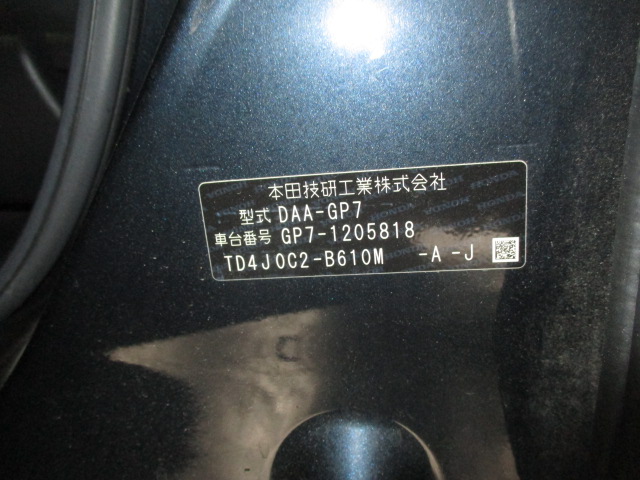 本田技研工業株式会社
型式 DAA-GP7
車台番号 GP7-1205818
TD4J0C2-B610M -A -J